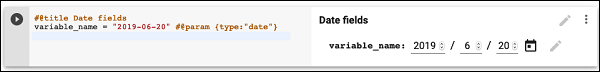 #@title Date fields
variable_name = "2019-06-20" #@param {type:"date"}
Date fields
variable_name: 2019 / 6 / 20